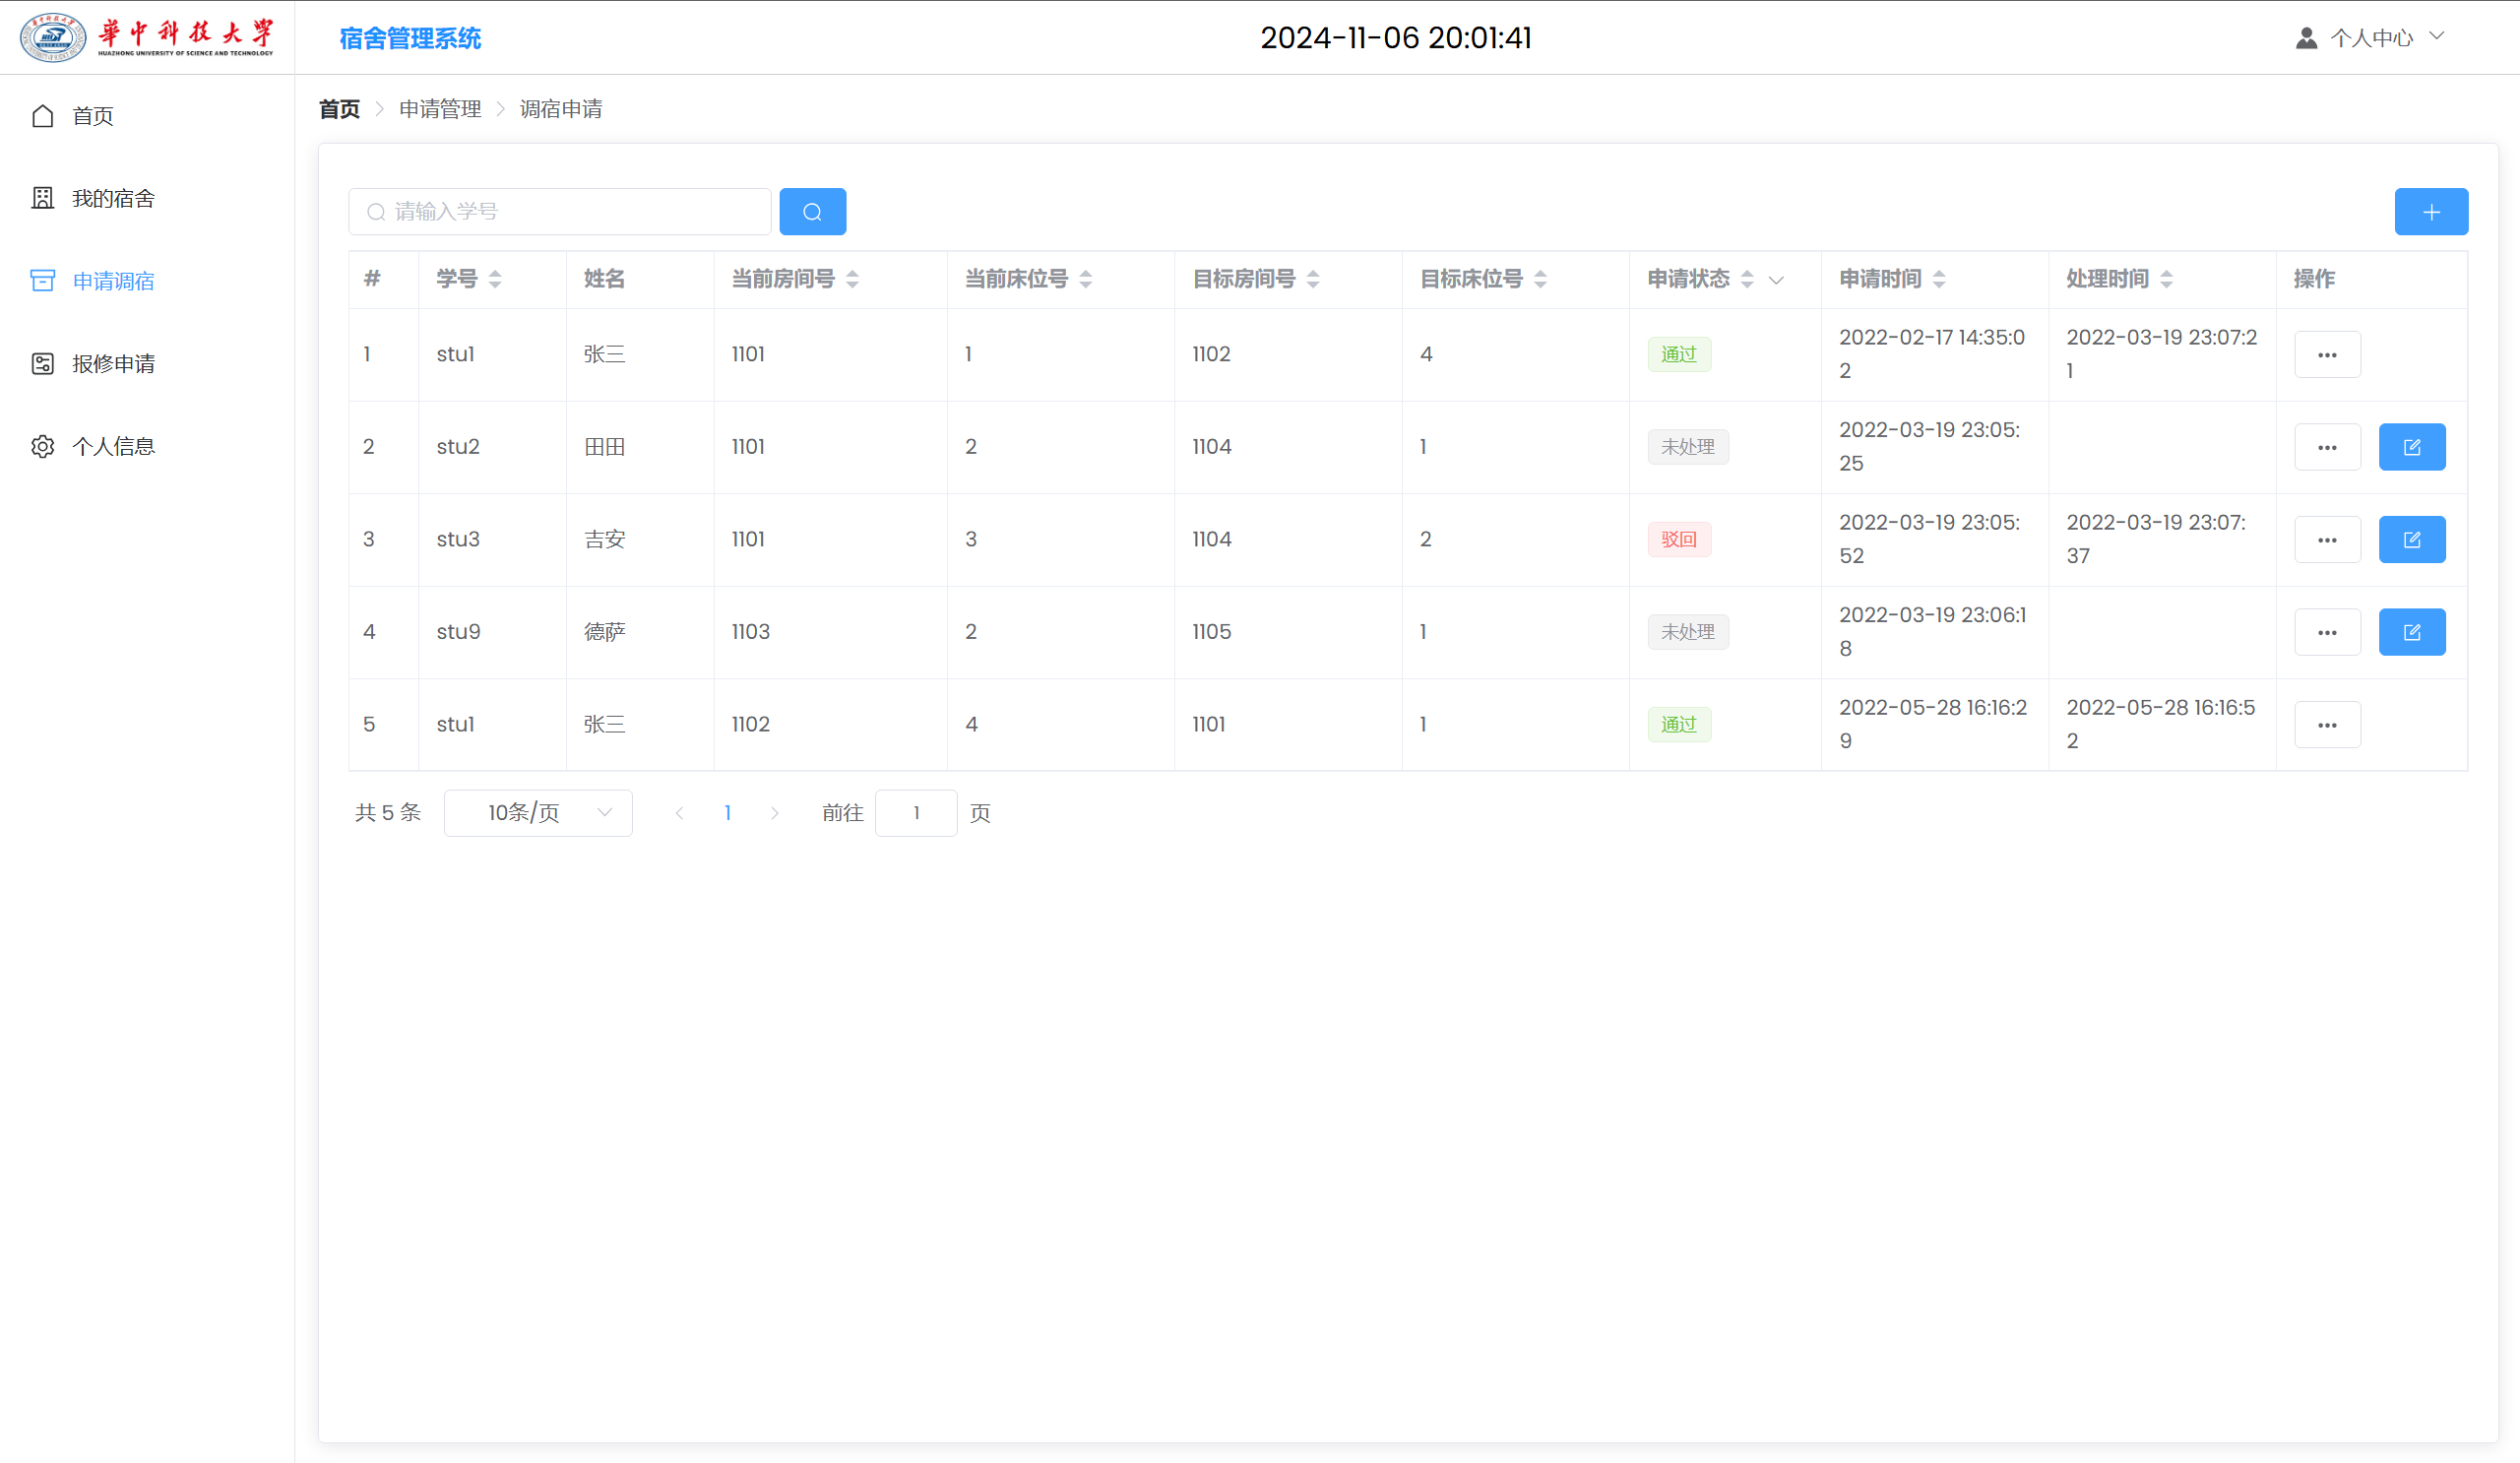 華中科技大学
HUAZHONG UNIVERSITY OF SCIENCE AND TECHNOLOGY
宿舍管理系统
2024-11-06 20:01:41
个人中心
首页
我的宿舍
申请调宿
报修申请
个人信息
首页 申请管理 调宿申请
请输入学号
# 学号 姓名 当前房间号 当前床位号 目标房间号 目标床位号 申请状态 申请时间 处理时间 操作
1 stu1 张三 1101 1 1102 4 通过 2022-02-17 14:35:02 2022-03-19 23:07:21
2 stu2 田田 1101 2 1104 1 未处理 2022-03-19 23:05:25
3 stu3 吉安 1101 3 1104 2 驳回 2022-03-19 23:05:52 2022-03-19 23:07:37
4 stu9 德萨 1103 2 1105 1 未处理 2022-03-19 23:06:18
5 stu1 张三 1102 4 1101 1 通过 2022-05-28 16:16:29 2022-05-28 16:16:52
共 5 条 10条/页 1 前往 1 页